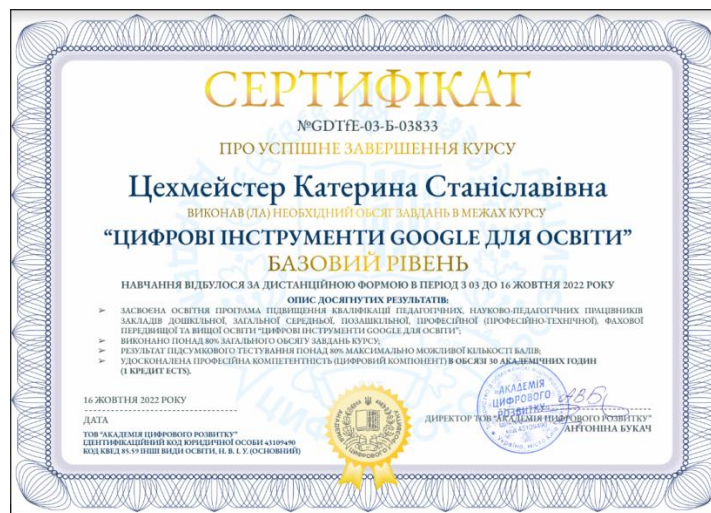 СЕРТИФІКАТ
№GDTfE-03-Б-03833
ПРО УСПІШНЕ ЗАВЕРШЕННЯ КУРСУ
Цехмейстер Катерина Станіславівна
ВИКОНАВ (ЛА) НЕОБХІДНИЙ ОБСЯГ ЗАВДАНЬ В МЕЖАХ КУРСУ
“ЦИФРОВІ ІНСТРУМЕНТИ GOOGLE ДЛЯ ОСВІТИ”
БАЗОВИЙ РІВЕНЬ
НАВЧАННЯ ВІДБУЛОСЯ ЗА ДИСТАНЦІЙНОЮ ФОРМОЮ В ПЕРІОД З 03 ДО 16 ЖОВТНЯ 2022 РОКУ
ОПИС ДОСЯГНУТИХ РЕЗУЛЬТАТІВ:
➢ ЗАСВОЄНА ОСВІТНЯ ПРОГРАМА ПІДВИЩЕННЯ КВАЛІФІКАЦІЇ ПЕДАГОГІЧНИХ, НАУКОВО-ПЕДАГОГІЧНИХ ПРАЦІВНИКІВ
ЗАКЛАДІВ ДОШКІЛЬНОЇ, ЗАГАЛЬНОЇ СЕРЕДНЬОЇ, ПОЗАШКІЛЬНОЇ, ПРОФЕСІЙНОЇ (ПРОФЕСІЙНО-ТЕХНІЧНОЇ), ФАХОВОЇ
ПЕРЕДВИЩОЇ ТА ВИЩОЇ ОСВІТИ “ЦИФРОВІ ІНСТРУМЕНТИ GOOGLE ДЛЯ ОСВІТИ”;
➢ ВИКОНАНО ПОНАД 80% ЗАГАЛЬНОГО ОБСЯГУ ЗАВДАНЬ КУРСУ;
➢ РЕЗУЛЬТАТ ПІДСУМКОВОГО ТЕСТУВАННЯ ПОНАД 80% МАКСИМАЛЬНО МОЖЛИВОЇ КІЛЬКОСТІ БАЛІВ;
➢ УДОСКОНАЛЕНА ПРОФЕСІЙНА КОМПЕТЕНТНІСТЬ (ЦИФРОВИЙ КОМПОНЕНТ) В ОБСЯЗІ 30 АКАДЕМІЧНИХ ГОДИН
(1 КРЕДИТ ECTS).
16 ЖОВТНЯ 2022 РОКУ
ДАТА
ТОВ “АКАДЕМІЯ ЦИФРОВОГО РОЗВИТКУ”
ІДЕНТИФІКАЦІЙНИЙ КОД ЮРИДИЧНОЇ ОСОБИ 43109490
КОД КВЕД 85.59 ІНШІ ВИДИ ОСВІТИ, Н. В. І. У. (ОСНОВНИЙ)
ДИРЕКТОР ТОВ “АКАДЕМІЯ ЦИФРОВОГО РОЗВИТКУ”
АНТОНІНА БУКАЧ
АКАДЕМІЯ
ЦИФРОВОГО
РОЗВИТКУ